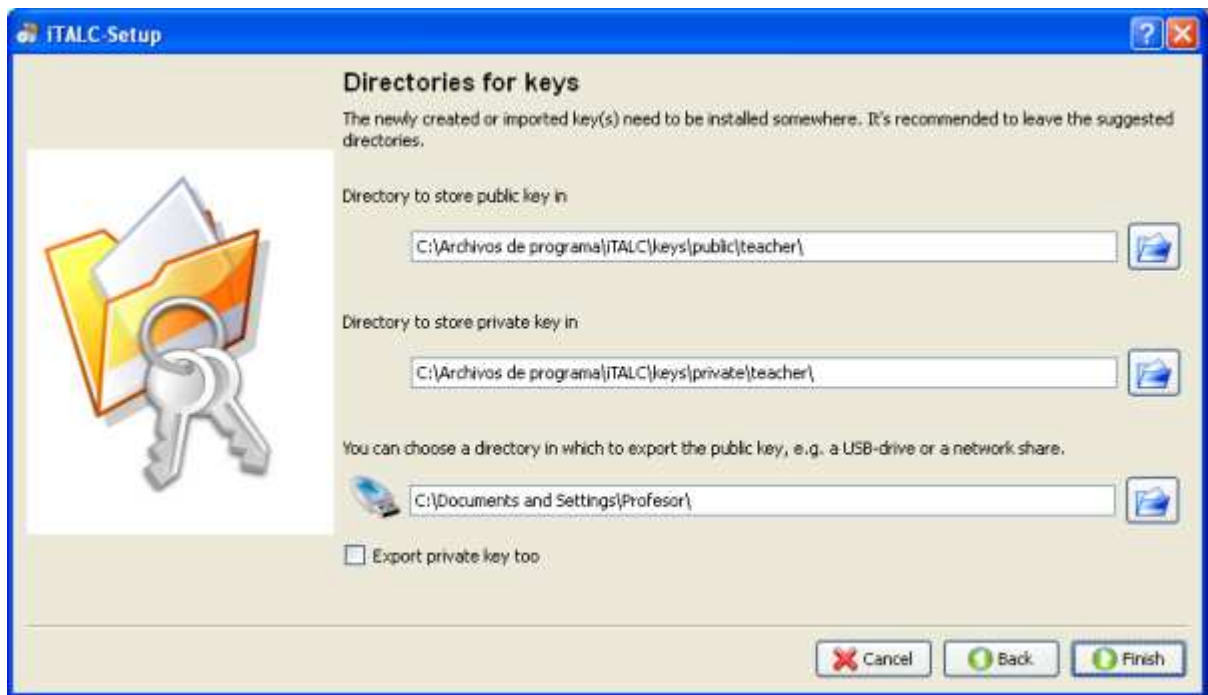 iTALC-Setup
Directories for keys
The newly created or imported key(s) need to be installed somewhere. It's recommended to leave the suggested
directories.
Directory to store public key in
C:\Archivos de programa\iTALC\keys\public\teacher\
Directory to store private key in
C:\Archivos de programa\iTALC\keys\private\teacher\
You can choose a directory in which to export the public key, e.g. a USB-drive or a network share.
C:\Documents and Settings\Profesor\
Export private key too
Cancel Back Finish